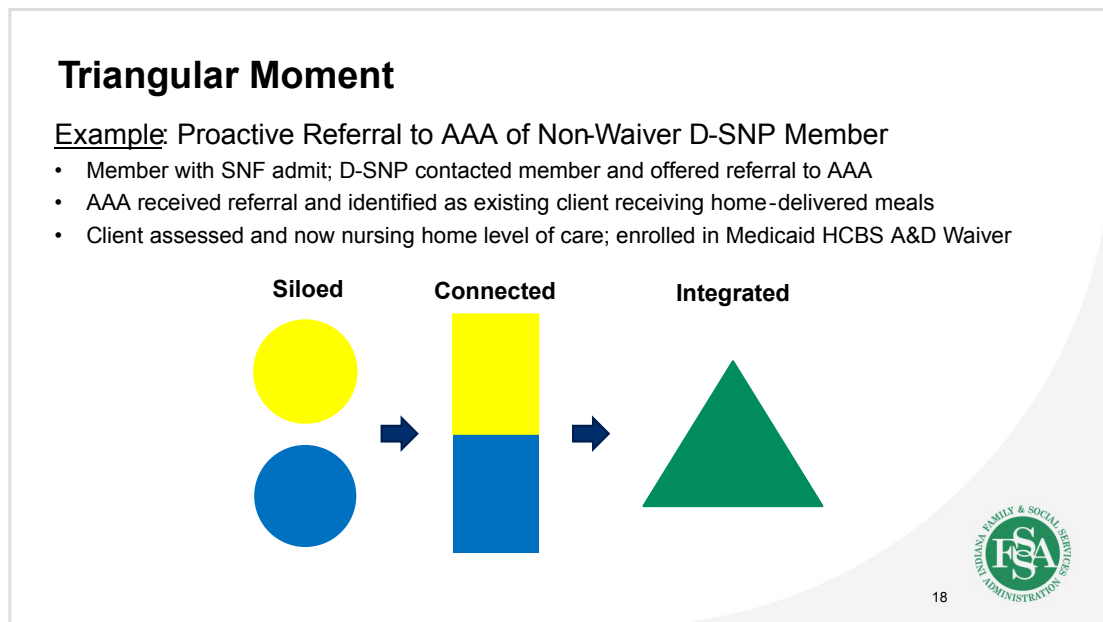 Triangular Moment
Example: Proactive Referral to AAA of Non-Waiver D-SNP Member
• Member with SNF admit; D-SNP contacted member and offered referral to AAA
• AAA received referral and identified as existing client receiving home-delivered meals
• Client assessed and now nursing home level of care; enrolled in Medicaid HCBS A&D Waiver
Siloed
Connected
Integrated
INDIANA FAMILY & SOCIAL SERVICES ADMINISTRATION
FSSA
18